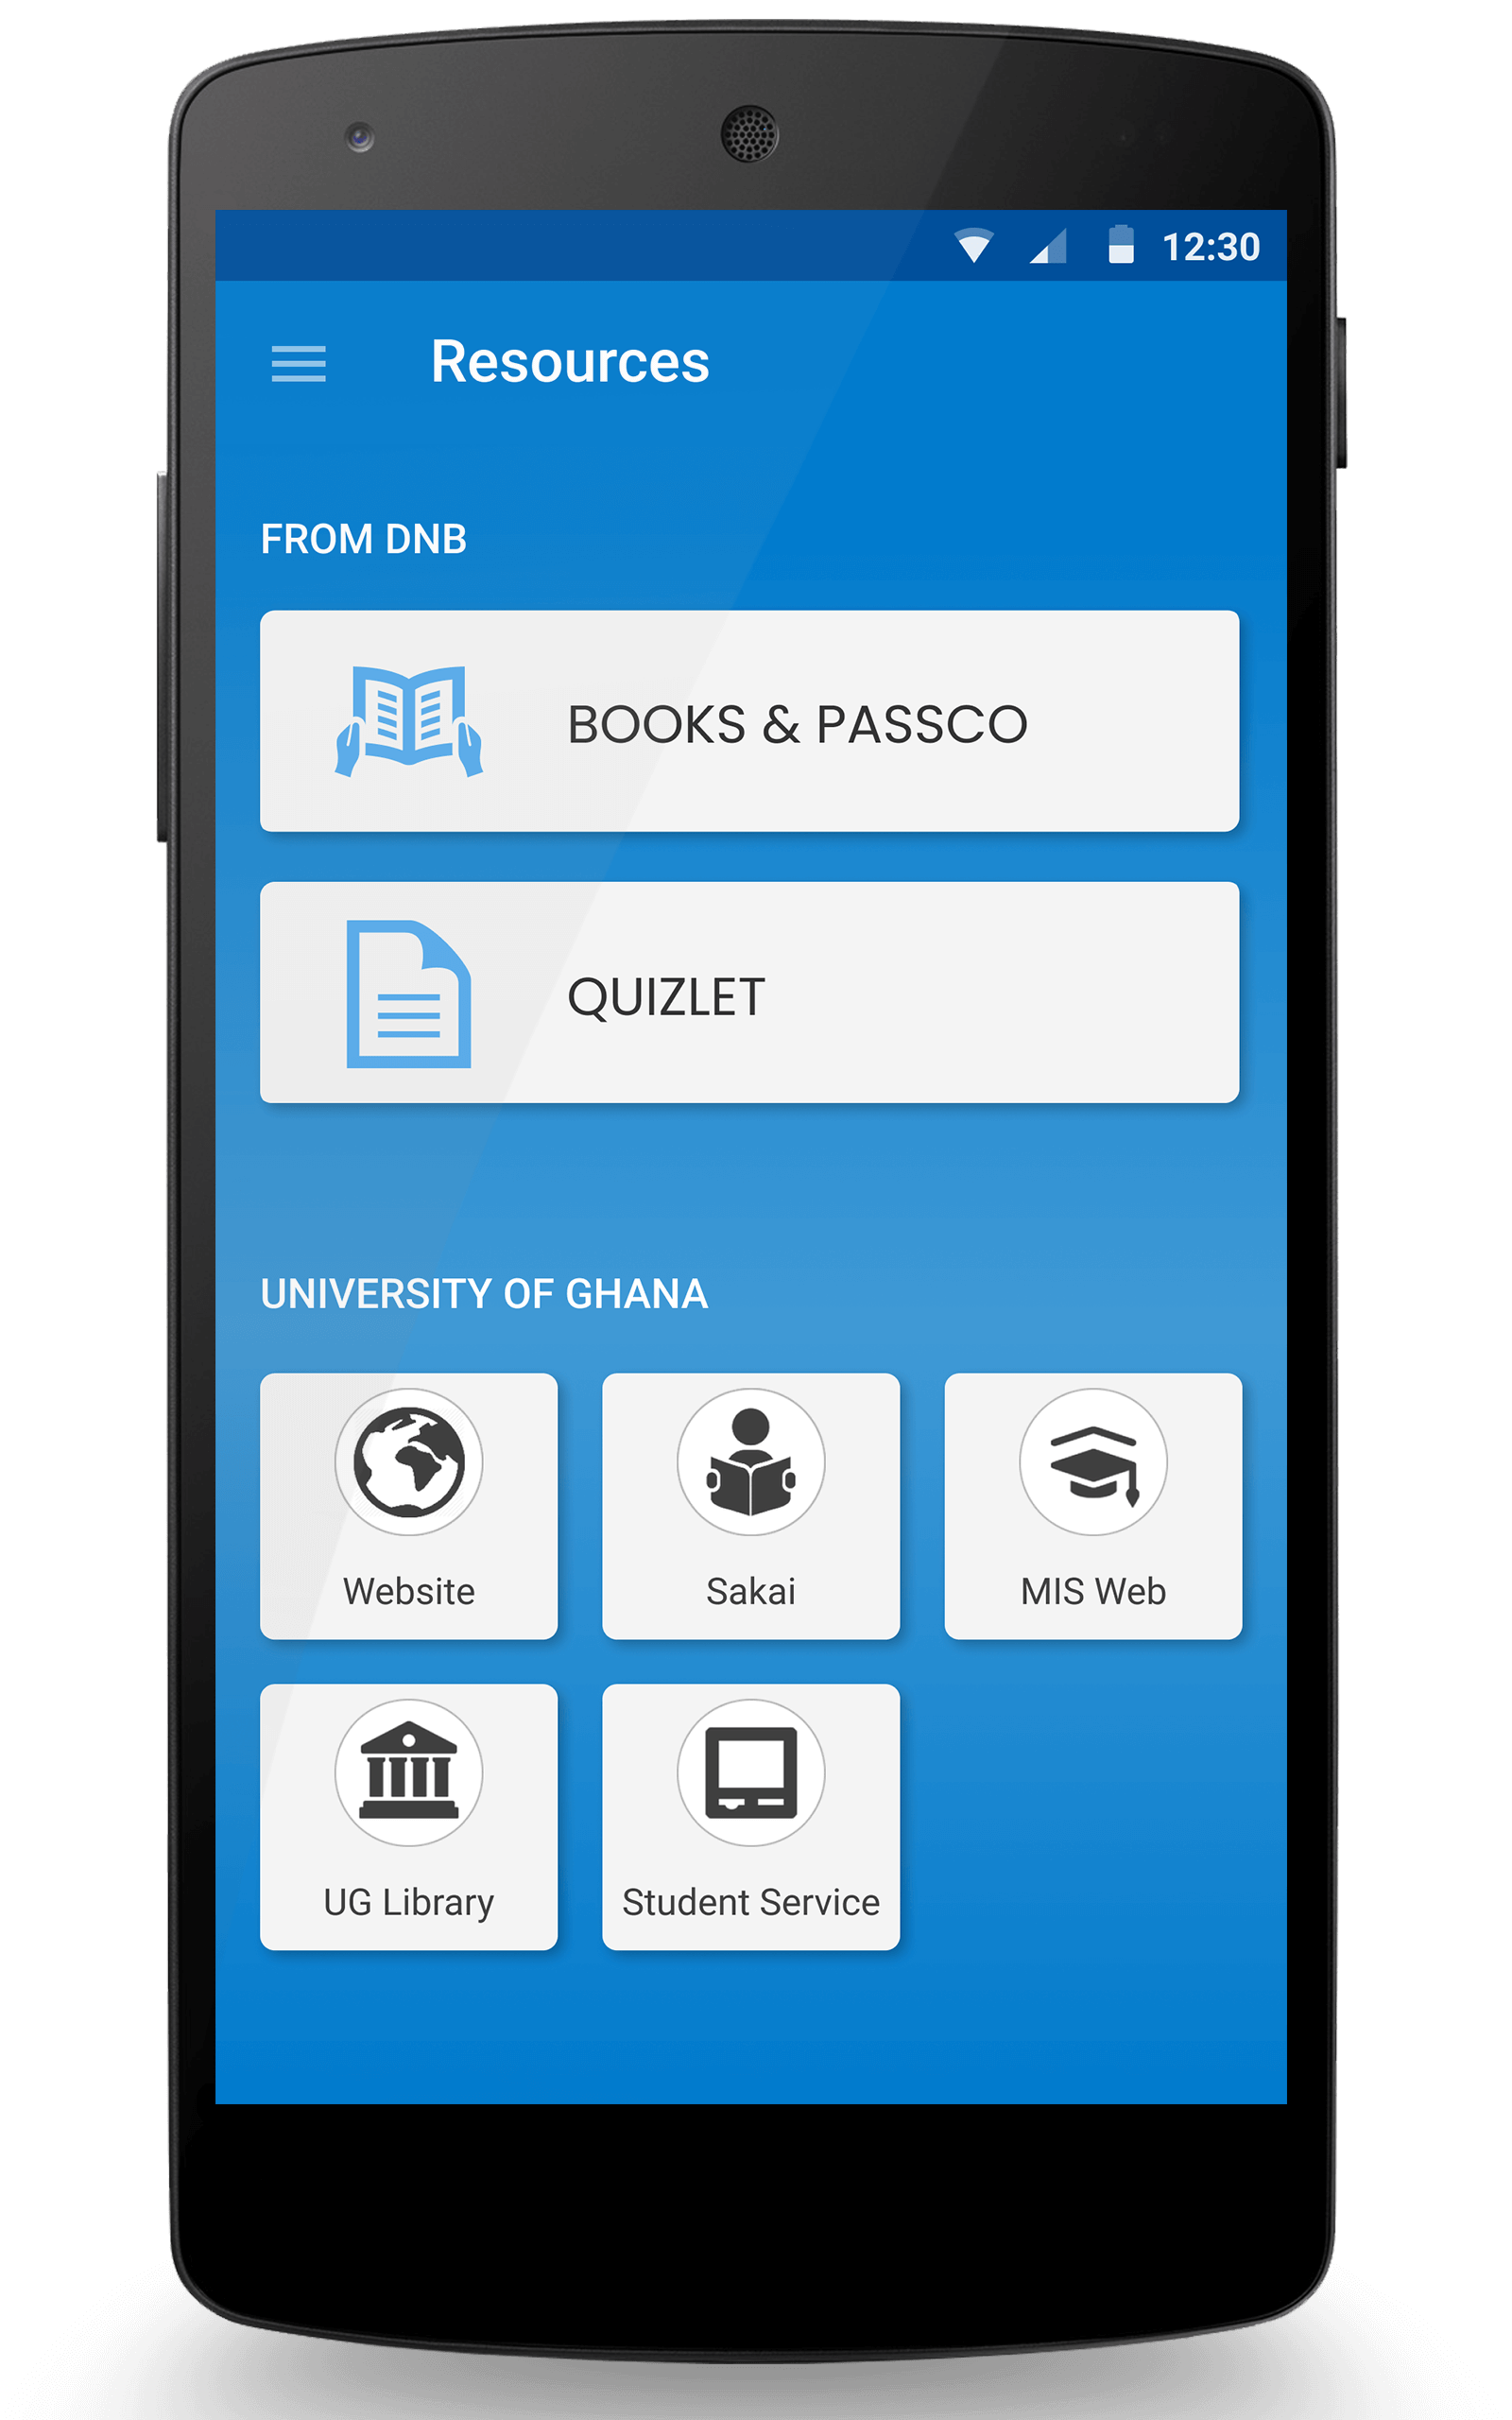 12:30
Resources
FROM DNB
BOOKS & PASSCO
QUIZLET
UNIVERSITY OF GHANA
Website
Sakai
MIS Web
UG Library
Student Service